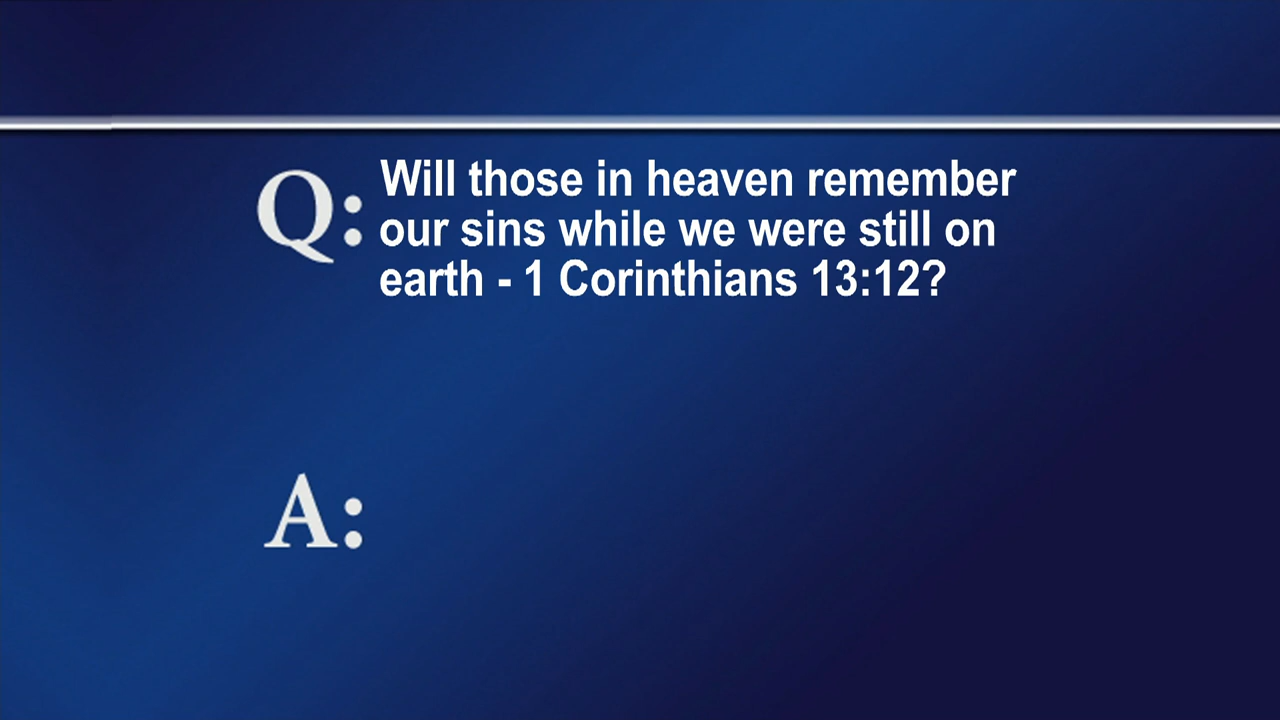 Q: Will those in heaven remember
our sins while we were still on
earth - 1 Corinthians 13:12?
A: